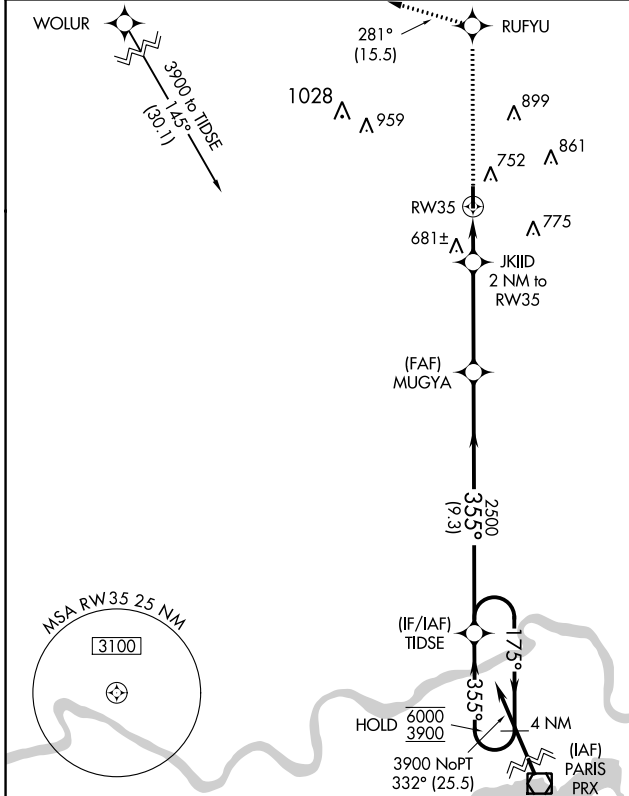 WOLUR
3900 to TIDSE
145°
(30.1)
281°
(15.5)
RUFYU
1028
959
899
752
861
RW35
775
681±
JKIID
2 NM to
RW35
(FAF)
MUGYA
2500
355°
(9.3)
MSA RW35 25 NM
3100
(IF/IAF)
TIDSE
175°
355°
HOLD
6000
3900
4 NM
3900 NoPT
332° (25.5)
(IAF)
PARIS
PRX